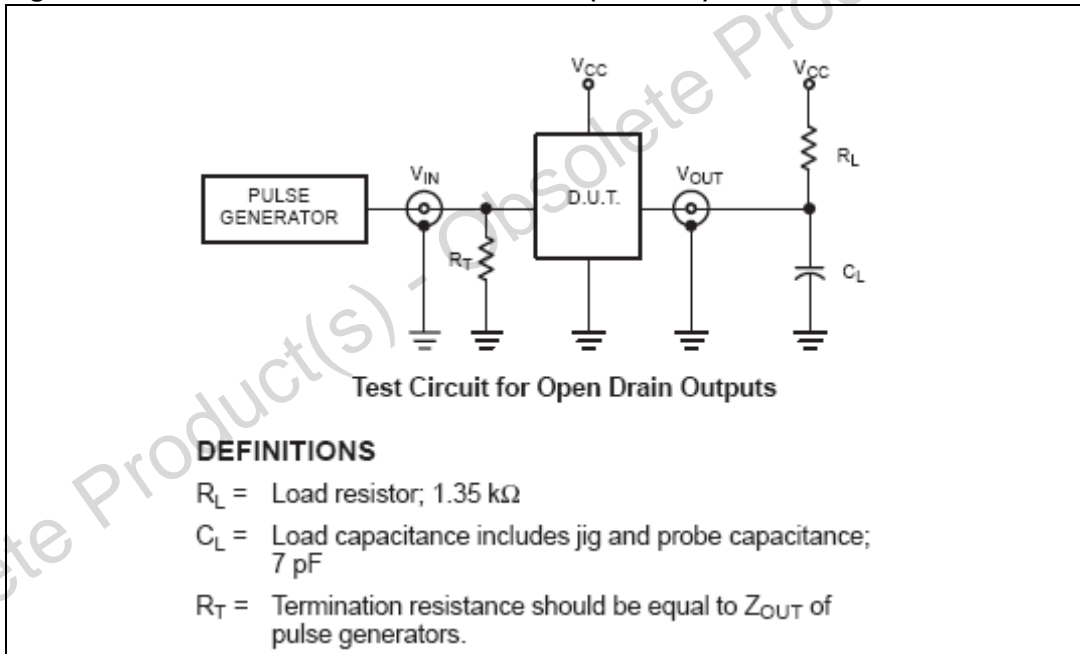 VCC
VCC
RL
VIN
VOUT
PULSE
GENERATOR
D.U.T.
RT
CL
Test Circuit for Open Drain Outputs
DEFINITIONS
RL = Load resistor; 1.35 kΩ
CL = Load capacitance includes jig and probe capacitance;
7 pF
RT = Termination resistance should be equal to ZOUT of
pulse generators.
Product(s) - Obsolete